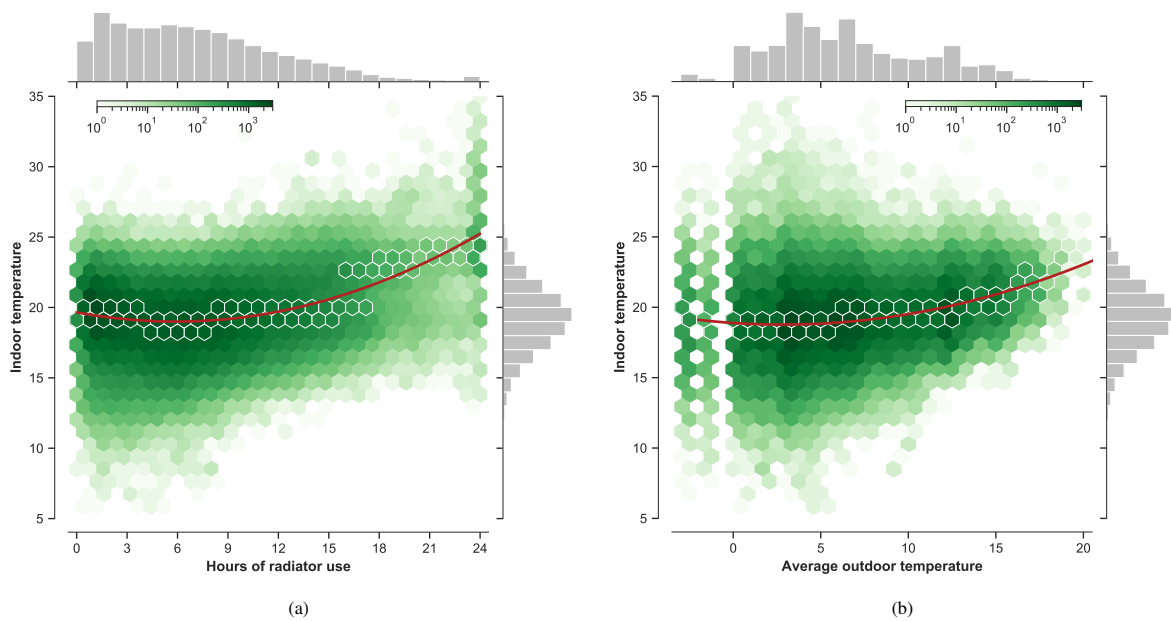 10^0 10^1 10^2 10^3
35
30
25
20
15
10
5
Indoor temperature
0 3 6 9 12 15 18 21 24
Hours of radiator use
(a)
10^0 10^1 10^2 10^3
35
30
25
20
15
10
5
Indoor temperature
0 5 10 15 20
Average outdoor temperature
(b)